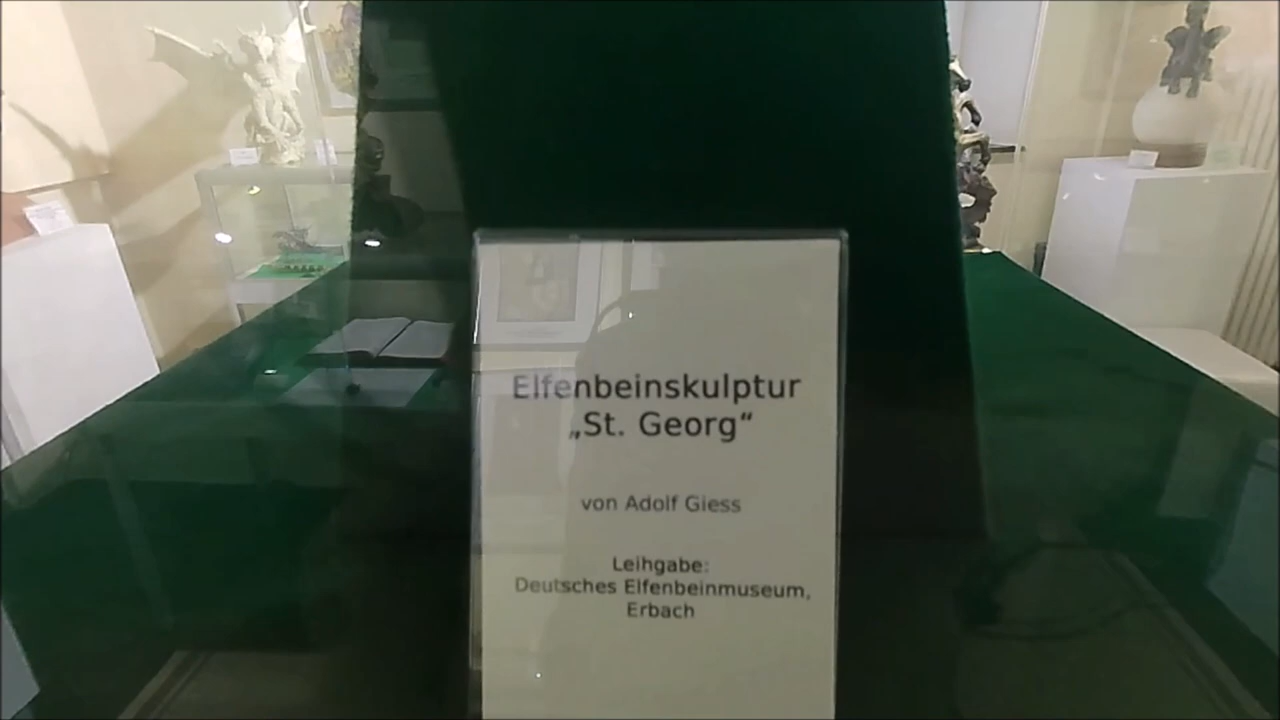 Elfenbeinskulptur
„St. Georg“
von Adolf Giess
Leihgabe:
Deutsches Elfenbeinmuseum,
Erbach